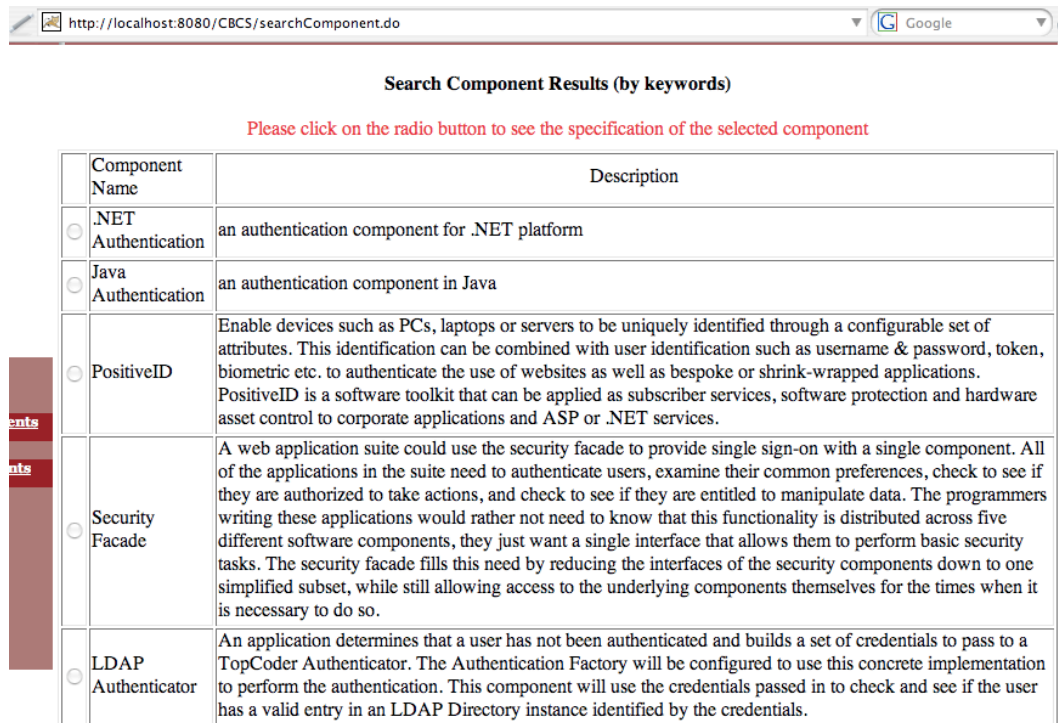 http://localhost:8080/CBCS/searchComponent.do
Google
Search Component Results (by keywords)
Please click on the radio button to see the specification of the selected component
Component
Name
Description
.NET
Authentication
an authentication component for .NET platform
Java
Authentication
an authentication component in Java
PositiveID
Enable devices such as PCs, laptops or servers to be uniquely identified through a configurable set of
attributes. This identification can be combined with user identification such as username & password, token,
biometric etc. to authenticate the use of websites as well as bespoke or shrink-wrapped applications.
PositiveID is a software toolkit that can be applied as subscriber services, software protection and hardware
asset control to corporate applications and ASP or .NET services.
ents
nts
Security
Facade
A web application suite could use the security facade to provide single sign-on with a single component. All
of the applications in the suite need to authenticate users, examine their common preferences, check to see if
they are authorized to take actions, and check to see if they are entitled to manipulate data. The programmers
writing these applications would rather not need to know that this functionality is distributed across five
different software components, they just want a single interface that allows them to perform basic security
tasks. The security facade fills this need by reducing the interfaces of the security components down to one
simplified subset, while still allowing access to the underlying components themselves for the times when it
is necessary to do so.
LDAP
Authenticator
An application determines that a user has not been authenticated and builds a set of credentials to pass to a
TopCoder Authenticator. The Authentication Factory will be configured to use this concrete implementation
to perform the authentication. This component will use the credentials passed in to check and see if the user
has a valid entry in an LDAP Directory instance identified by the credentials.